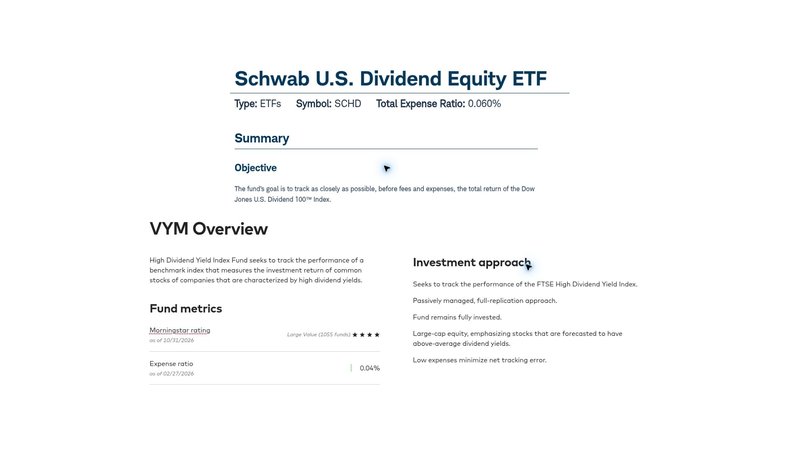 Schwab U.S. Dividend Equity ETF
Type: ETFs Symbol: SCHD Total Expense Ratio: 0.060%
Summary
Objective
The fund's goal is to track as closely as possible, before fees and expenses, the total return of the Dow
Jones U.S. Dividend 100™ Index.
VYM Overview
High Dividend Yield Index Fund seeks to track the performance of a
benchmark index that measures the investment return of common
stocks of companies that are characterized by high dividend yields.
Fund metrics
Morningstar rating
as of 10/31/2026
Large Value (1055 funds) ★ ★ ★ ★
Expense ratio
as of 02/27/2026
0.04%
Investment approach
Seeks to track the performance of the FTSE High Dividend Yield Index.
Passively managed, full-replication approach.
Fund remains fully invested.
Large-cap equity, emphasizing stocks that are forecasted to have
above-average dividend yields.
Low expenses minimize net tracking error.